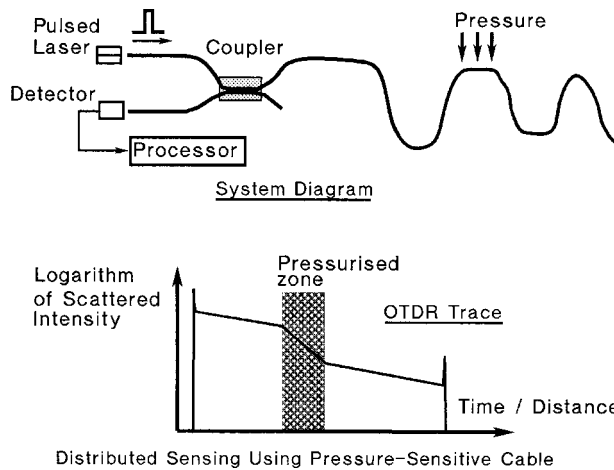 Pulsed
Laser
Coupler
Pressure
Detector
Processor
System Diagram
Logarithm
of Scattered
Intensity
Pressurised
zone
OTDR Trace
Time / Distance
Distributed Sensing Using Pressure-Sensitive Cable